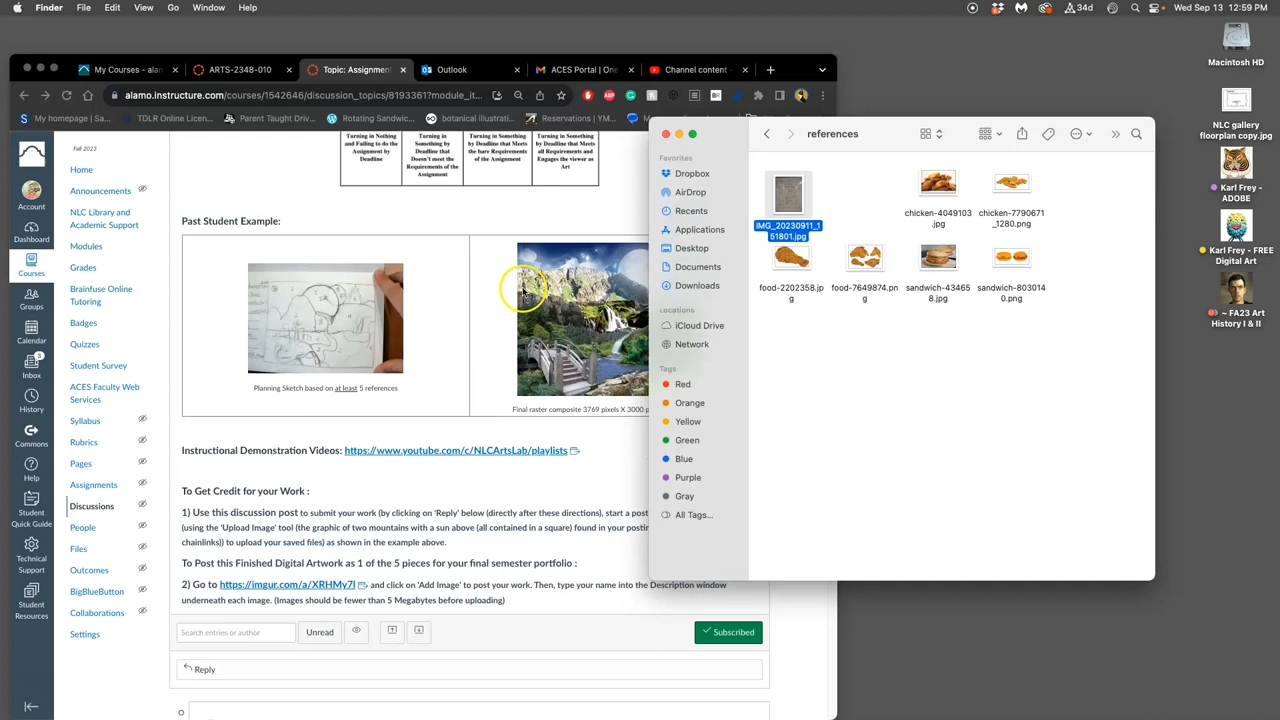 Finder File Edit View Go Window Help
34d Wed Sep 13 12:59 PM
My Courses - alan ARTS-2348-010 Topic: Assignment Outlook ACES Portal | One Channel content -
alamo.instructure.com/courses/1542646/discussion_topics/8193361?module_it...
My homepage | sa... TDLR Online Licens... Parent Taught Driv... Rotating Circles -... botanical illustrati... Reservations | YM...
Fall 2023
Account
Dashboard
Courses
Groups
Calendar
Inbox
History
Commons
Help
Student
Quick Guide
Technical
Support
Student
Resources
Home
Announcements
NLC Library and
Academic Support
Modules
Grades
Brainfuse Online
Tutoring
Badges
Quizzes
Student Survey
ACES Faculty Web
Services
Syllabus
Rubrics
Pages
Assignments
Discussions
People
Files
Outcomes
BigBlueButton
Collaborations
Settings
Turning in Nothing and Failing to do the Assignment by Deadline
Turning in Something by Deadline that Doesn't meet the Requirements of the Assignment
Turning in Something by Deadline that Meets the bare Requirements of the Assignment
Turning in Something by Deadline that Meets all Requirements and Engages the viewer as Art
Past Student Example:
Planning Sketch based on at least 5 references
Final raster composite 3769 pixels X 3000 p
Instructional Demonstration Videos: https://www.youtube.com/c/NLCArtsLab/playlists
To Get Credit for your Work :
1) Use this discussion post to submit your work (by clicking on 'Reply' below (directly after these directions), start a post
(using the 'Upload Image' tool (the graphic of two mountains with a sun above (all contained in a square) found in your postin
chainlinks)) to upload your saved files) as shown in the example above.
To Post this Finished Digital Artwork as 1 of the 5 pieces for your final semester portfolio :
2) Go to https://imgur.com/a/XRHMy7l and click on 'Add Image' to post your work. Then, type your name into the Description window
underneath each image. (Images should be fewer than 5 Megabytes before uploading)
Search entries or author Unread Subscribed
Reply
references
Favorites
Dropbox
AirDrop
Recents
Applications
Desktop
Documents
Downloads
Locations
iCloud Drive
Network
Tags
Red
Orange
Yellow
Green
Blue
Purple
Gray
All Tags...
IMG_20230911_1
51801.jpg
chicken-4049103
.jpg
chicken-7790671
_1280.png
food-2202358.jp
g
food-7649874.pn
g
sandwich-43465
8.jpg
sandwich-803014
0.png
Macintosh HD
NLC gallery
floorplan copy.jpg
Karl Frey -
ADOBE
Karl Frey - FREE
Digital Art
~ FA23 Art
History I & II